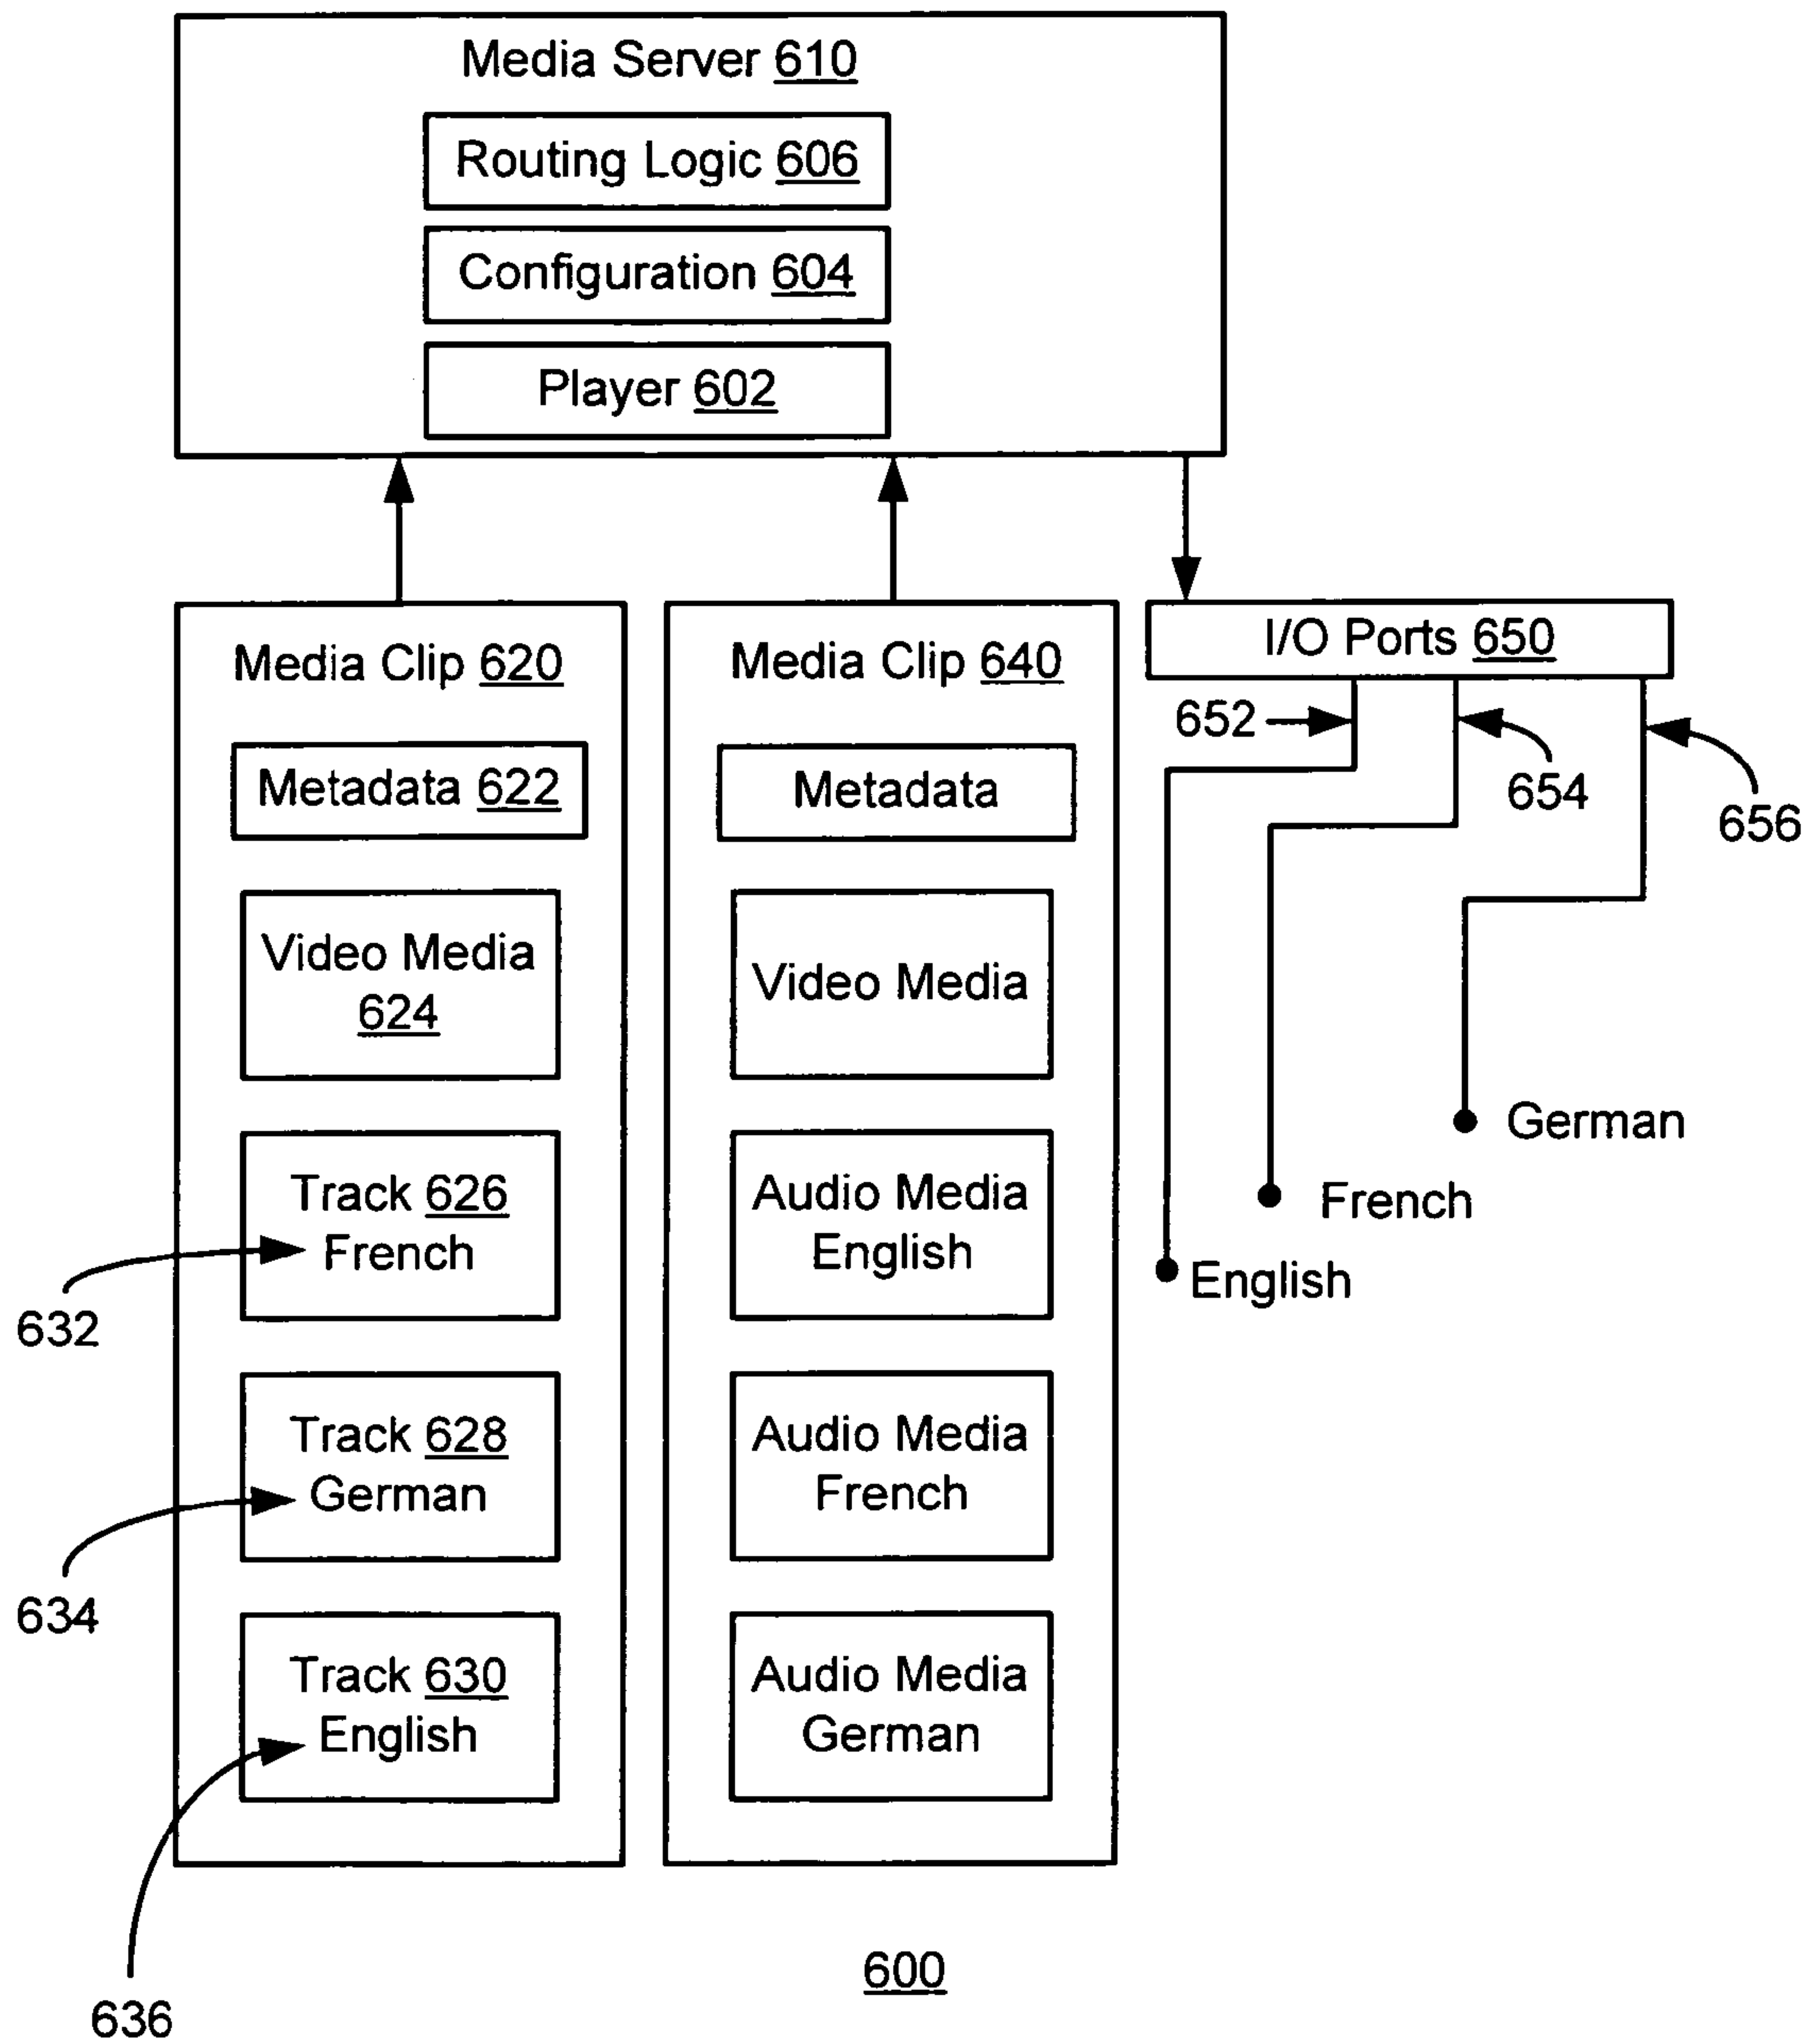 Media Server 610
Routing Logic 606
Configuration 604
Player 602
Media Clip 620
Metadata 622
Video Media
624
Track 626
French
Track 628
German
Track 630
English
632
634
636
Media Clip 640
Metadata
Video Media
Audio Media
English
Audio Media
French
Audio Media
German
I/O Ports 650
652
654
656
German
French
English
600